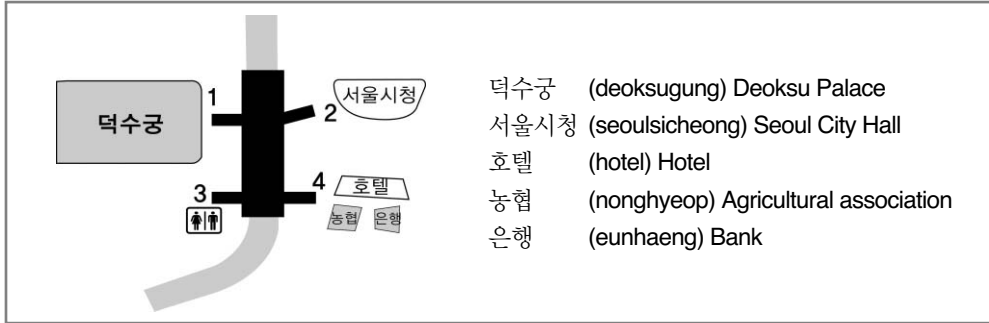 덕수궁
1
2
서울시청
3
4
호텔
농협
은행
덕수궁 (deoksugung) Deoksu Palace
서울시청 (seoulsicheong) Seoul City Hall
호텔 (hotel) Hotel
농협 (nonghyeop) Agricultural association
은행 (eunhaeng) Bank